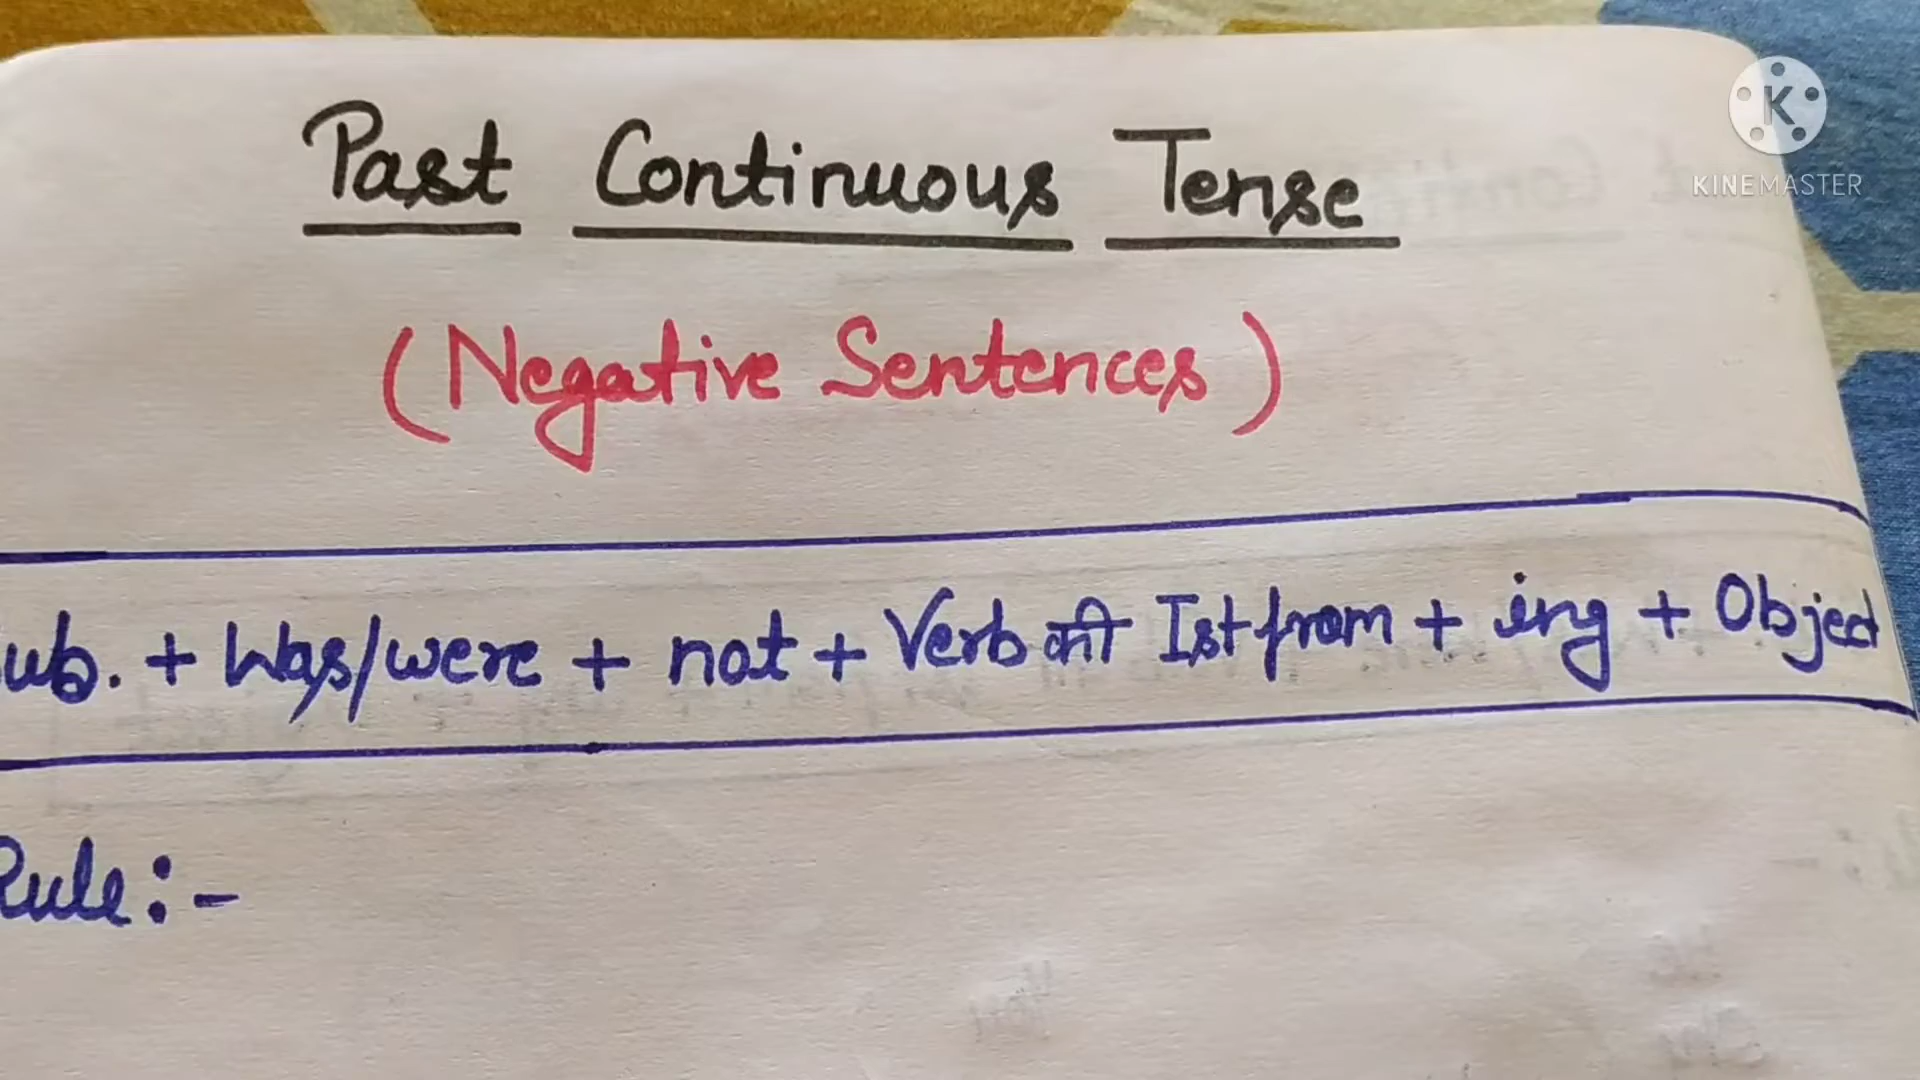 Past Continuous Tense
KINEMASTER
(Negative Sentences)
ub. + Was/were + not + Verb की Ist from + ing + Object
Rule:-